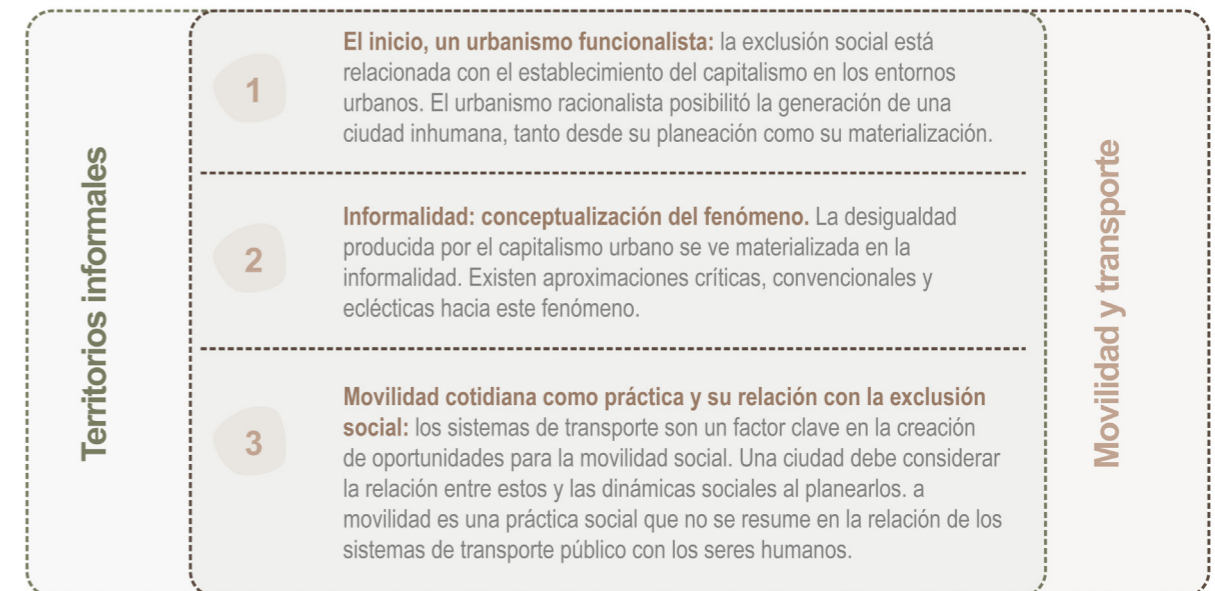 Territorios informales
1
El inicio, un urbanismo funcionalista: la exclusión social está
relacionada con el establecimiento del capitalismo en los entornos
urbanos. El urbanismo racionalista posibilitó la generación de una
ciudad inhumana, tanto desde su planeación como su materialización.
2
Informalidad: conceptualización del fenómeno. La desigualdad
producida por el capitalismo urbano se ve materializada en la
informalidad. Existen aproximaciones críticas, convencionales y
eclécticas hacia este fenómeno.
3
Movilidad cotidiana como práctica y su relación con la exclusión
social: los sistemas de transporte son un factor clave en la creación
de oportunidades para la movilidad social. Una ciudad debe considerar
la relación entre estos y las dinámicas sociales al planearlos. a
movilidad es una práctica social que no se resume en la relación de los
sistemas de transporte público con los seres humanos.
Movilidad y transporte